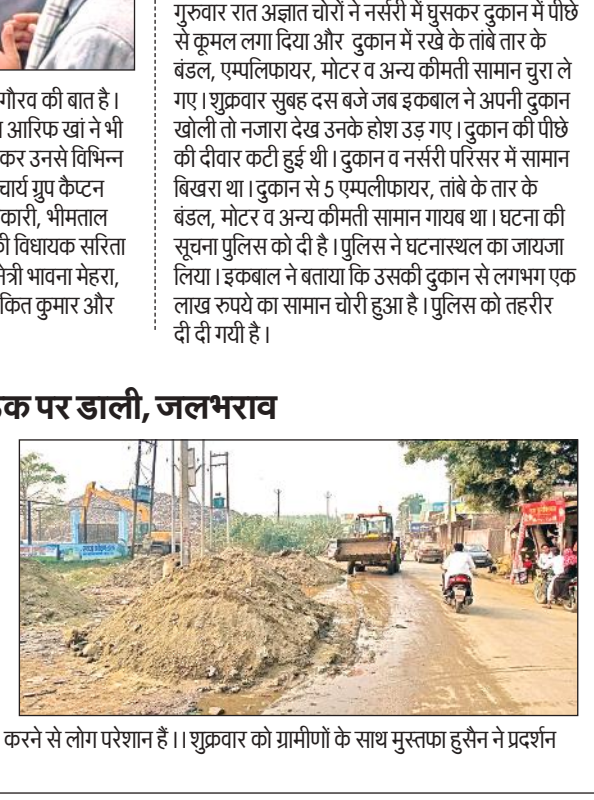 गौरव की बात है।
आरिफ खां ने भी
कर उनसे विभिन्न
चार्य ग्रुप कैप्टन
कारी, भीमताल
विधायक सरिता
भावना मेहरा,
कित कुमार और
गुरुवार रात अज्ञात चोरों ने नर्सरी में घुसकर दुकान में पीछे
से कूमल लगा दिया और दुकान में रखे के तांबे तार के
बंडल, एम्पलिफायर, मोटर व अन्य कीमती सामान चुरा ले
गए। शुक्रवार सुबह दस बजे जब इकबाल ने अपनी दुकान
खोली तो नजारा देख उनके होश उड़ गए। दुकान की पीछे
की दीवार कटी हुई थी। दुकान व नर्सरी परिसर में सामान
बिखरा था। दुकान से 5 एम्पलीफायर, तांबे के तार के
बंडल, मोटर व अन्य कीमती सामान गायब था। घटना की
सूचना पुलिस को दी है। पुलिस ने घटनास्थल का जायजा
लिया। इकबाल ने बताया कि उसकी दुकान से लगभग एक
लाख रुपये का सामान चोरी हुआ है। पुलिस को तहरीर
दी दी गयी है।
पर डाली, जलभराव
करने से लोग परेशान हैं।। शुक्रवार को ग्रामीणों के साथ मुस्तफा हुसैन ने प्रदर्शन